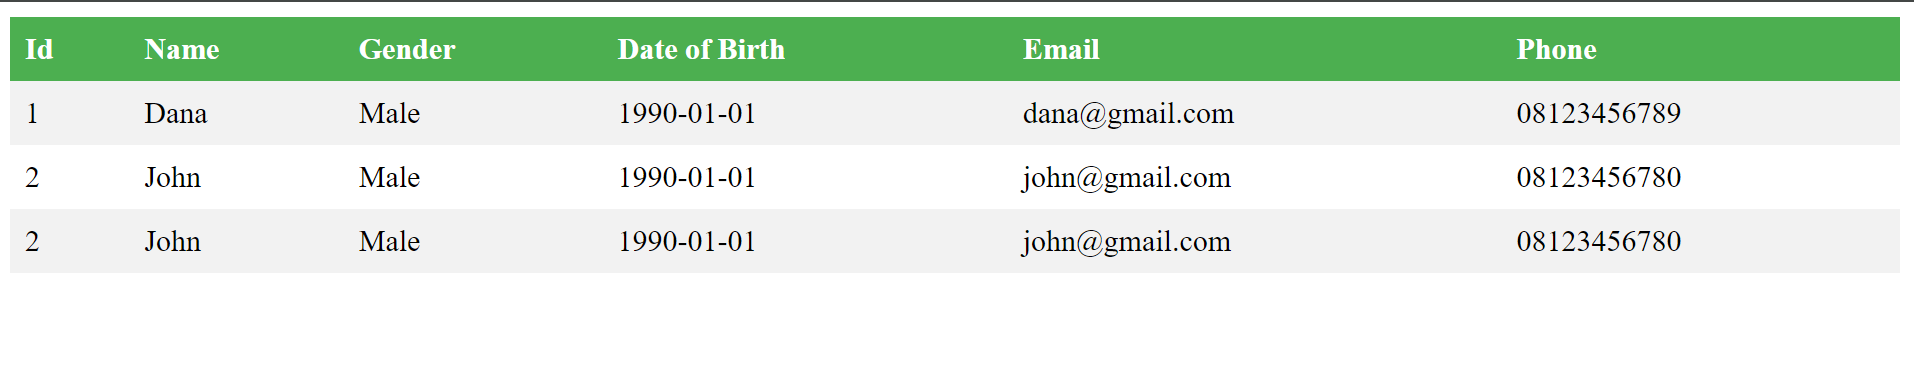 Id Name Gender Date of Birth Email Phone
1 Dana Male 1990-01-01 dana@gmail.com 08123456789
2 John Male 1990-01-01 john@gmail.com 08123456780
2 John Male 1990-01-01 john@gmail.com 08123456780